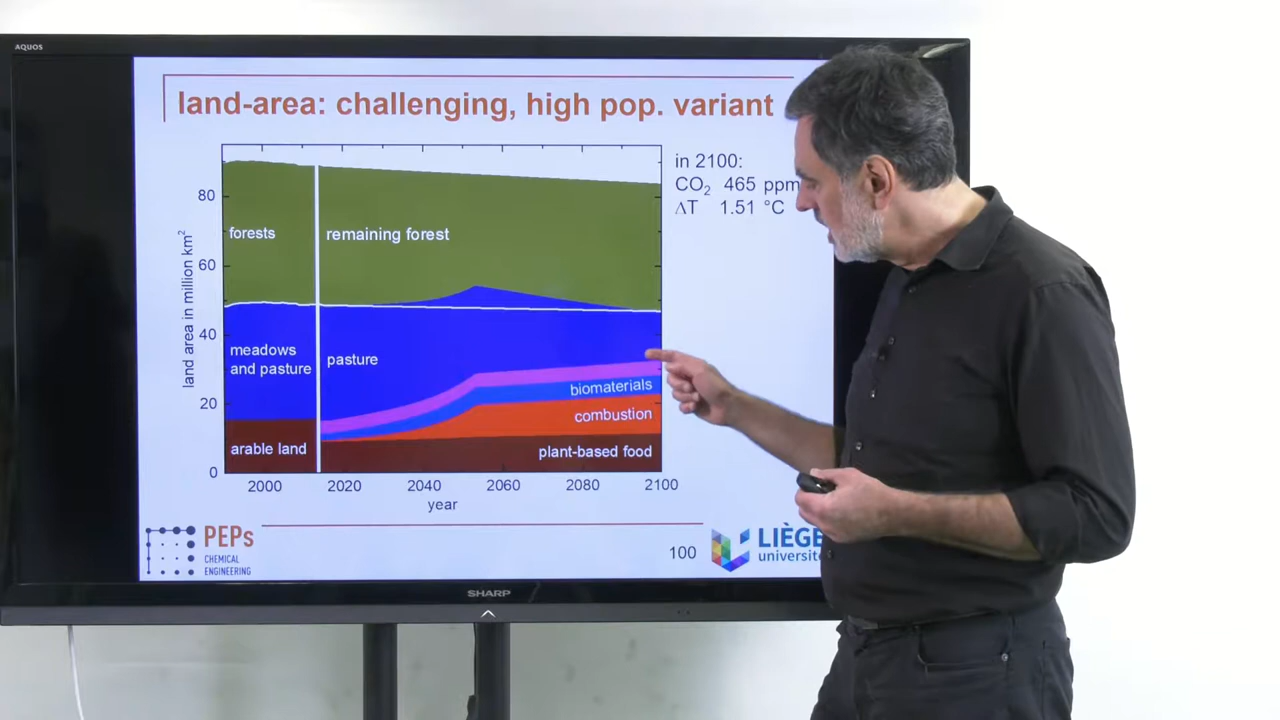 AQUOS
land-area: challenging, high pop. variant
in 2100:
CO₂ 465 ppm
ΔT 1.51 °C
land area in million km²
80
60
40
20
0
forests
remaining forest
meadows
and pasture
pasture
biomaterials
combustion
arable land
plant-based food
2000 2020 2040 2060 2080 2100
year
PEPs
CHEMICAL
ENGINEERING
100
LIÈGE
université
SHARP